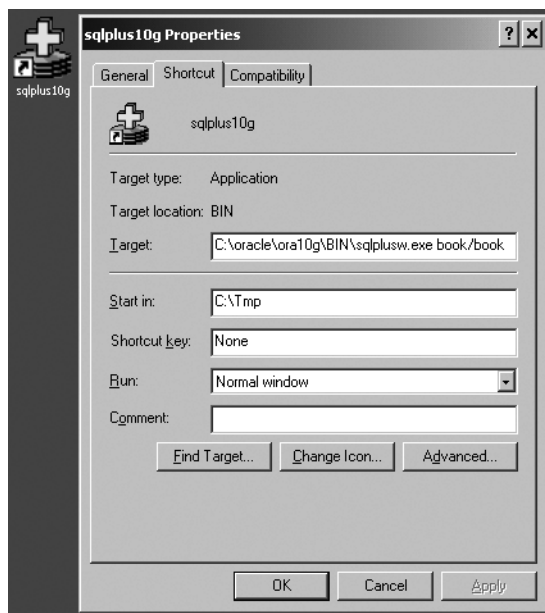 sqlplus10g
sqlplus10g Properties
? ×
General Shortcut Compatibility
sqlplus10g
Target type: Application
Target location: BIN
Target: C:\oracle\ora10g\BIN\sqlplusw.exe book/book
Start in: C:\Tmp
Shortcut key: None
Run: Normal window
Comment:
Find Target... Change Icon... Advanced...
OK Cancel Apply